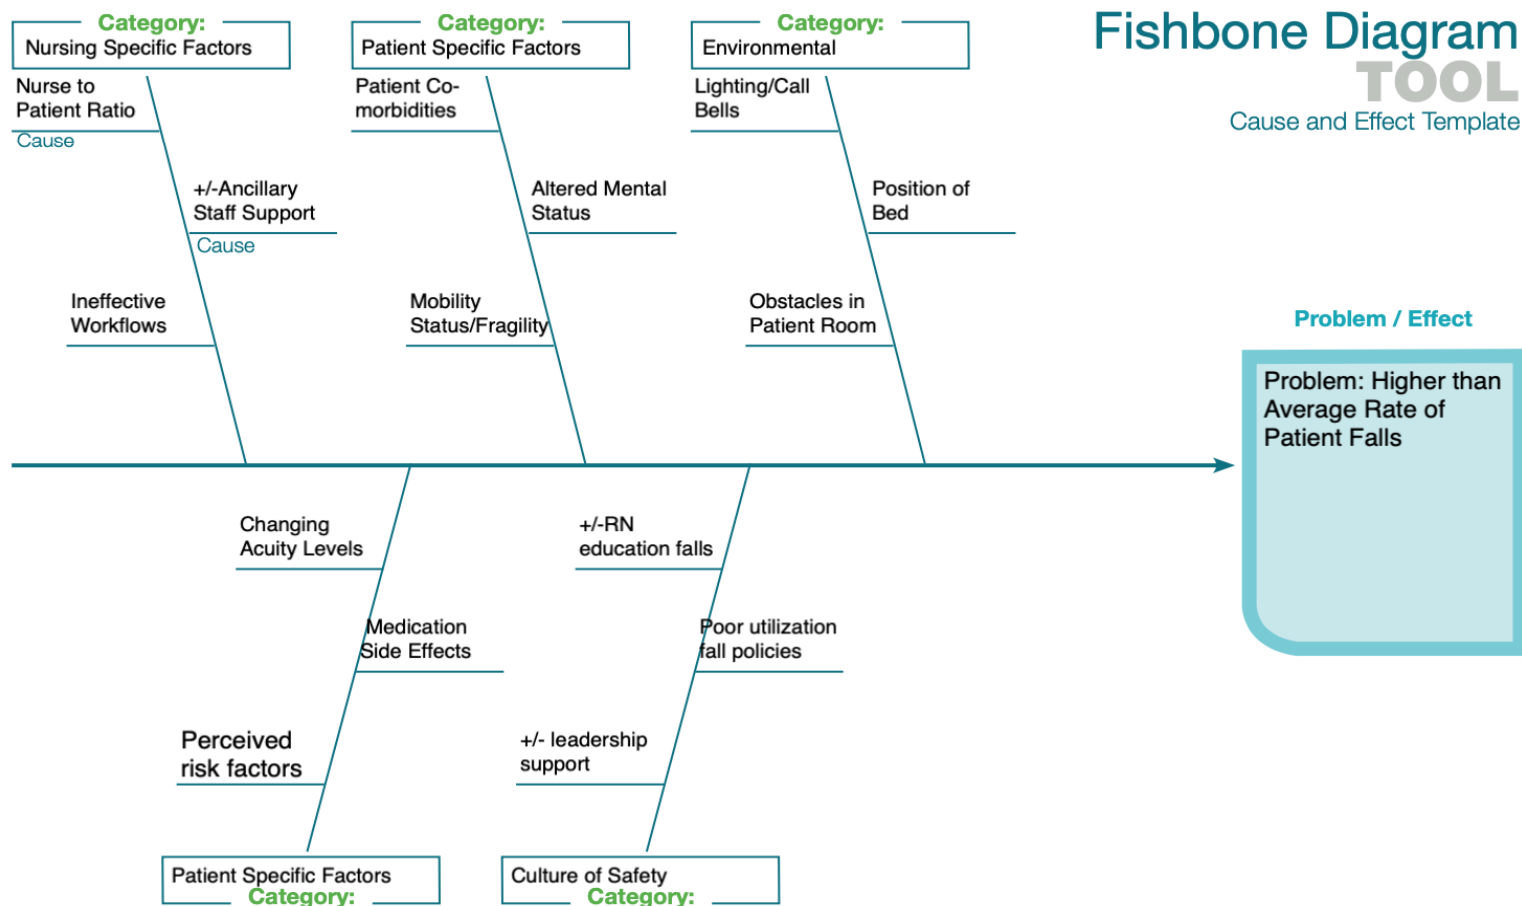 Fishbone Diagram
TOOL
Cause and Effect Template
Category:
Nursing Specific Factors
Nurse to
Patient Ratio
Cause
+/-Ancillary
Staff Support
Cause
Ineffective
Workflows
Category:
Patient Specific Factors
Patient Co-
morbidities
Altered Mental
Status
Mobility
Status/Fragility
Category:
Environmental
Lighting/Call
Bells
Position of
Bed
Obstacles in
Patient Room
Problem / Effect
Problem: Higher than
Average Rate of
Patient Falls
Changing
Acuity Levels
Medication
Side Effects
Perceived
risk factors
Patient Specific Factors
Category:
+/-RN
education falls
Poor utilization
fall policies
+/- leadership
support
Culture of Safety
Category: